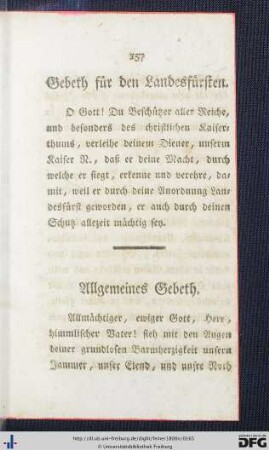 257
Gebeth für den Landesfürsten.
O Gott! Du Beschützer aller Reiche,
und besonders des christlichen Kaiser-
thums, verleihe deinem Diener, unserm
Kaiser N., daß er deine Macht, durch
welche er siegt, erkenne und verehre, da-
mit, weil er durch deine Anordnung Lan-
desfürst geworden, er auch durch deinen
Schutz allezeit mächtig sey.
Allgemeines Gebeth.
Allmächtiger, ewiger Gott, Herr,
himmlischer Vater! sieh mit den Augen
deiner grundlosen Barmherzigkeit unsern
Jammer, unser Elend, und unsre Noth
http://dl.ub.uni-freiburg.de/diglit/
© Universitätsbibliothek Freiburg